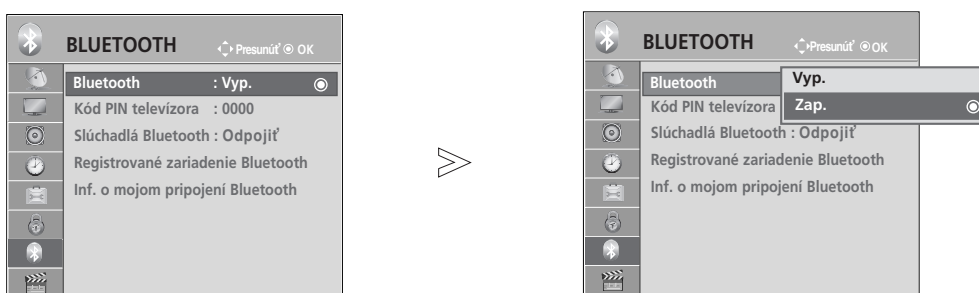 BLUETOOTH Presunúť OK
Bluetooth : Vyp.
Kód PIN televízora : 0000
Slúchadlá Bluetooth : Odpojiť
Registrované zariadenie Bluetooth
Inf. o mojom pripojení Bluetooth
BLUETOOTH Presunúť OK
Bluetooth
Vyp.
Kód PIN televízora
Zap.
Slúchadlá Bluetooth : Odpojiť
Registrované zariadenie Bluetooth
Inf. o mojom pripojení Bluetooth